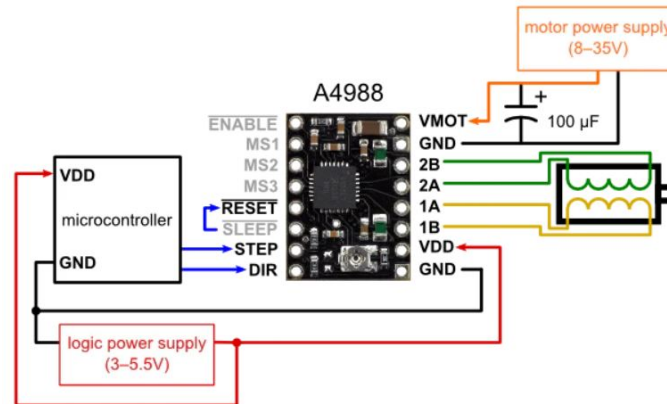 motor power supply
(8–35V)
A4988
ENABLE
VMOT
+
100 µF
MS1
GND
MS2
2B
MS3
2A
VDD
microcontroller
RESET
1A
SLEEP
1B
STEP
VDD
GND
DIR
GND
logic power supply
(3–5.5V)